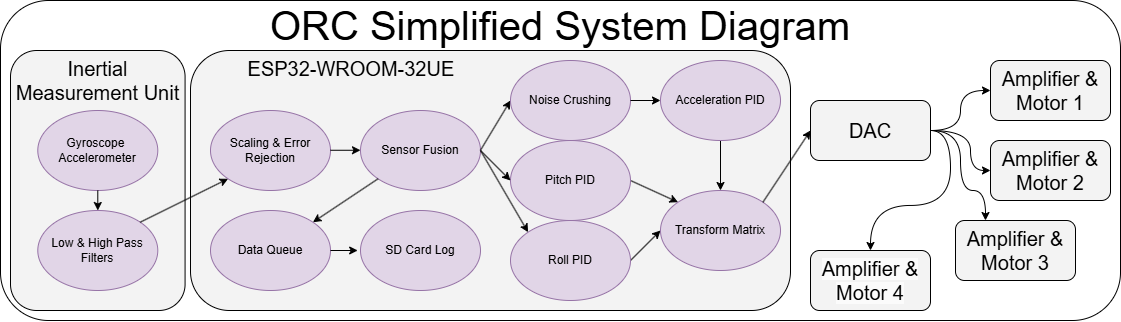 ORC Simplified System Diagram
Inertial
Measurement Unit
Gyroscope
Accelerometer
Low & High Pass
Filters
ESP32-WROOM-32UE
Scaling & Error
Rejection
Sensor Fusion
Data Queue
SD Card Log
Noise Crushing
Pitch PID
Roll PID
Acceleration PID
Transform Matrix
DAC
Amplifier &
Motor 1
Amplifier &
Motor 2
Amplifier &
Motor 3
Amplifier &
Motor 4